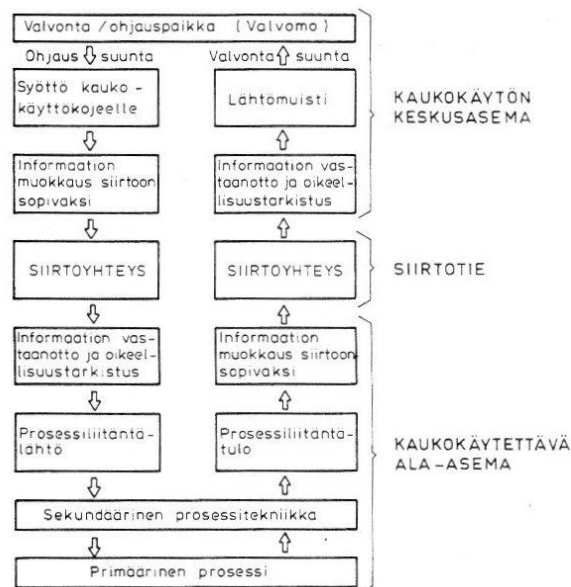 Valvonta /ohjauspaikka (Valvomo)
Ohjaus suunta
Valvonta suunta
Syöttö kauko-
käyttokojeelle
Lähtömuisti
KAUKOKÄYTÖN
KESKUSASEMA
Informaation
muokkaus siirtoon
sopivaksi
Informaation vas-
taanotto ja oikeel-
lisuustarkistus
SIIRTOYHTEYS
SIIRTOYHTEYS
SIIRTOTIE
Informaation vas-
taanotto ja oikeel-
lisuustarkistus
Informaation
muokkaus siirtoon
sopivaksi
Prosessiliitäntä-
lähtö
Prosessiliitäntä-
tulo
KAUKOKÄYTETTÄVÄ
ALA-ASEMA
Sekundäärinen prosessitekniikka
Primäärinen prosessi